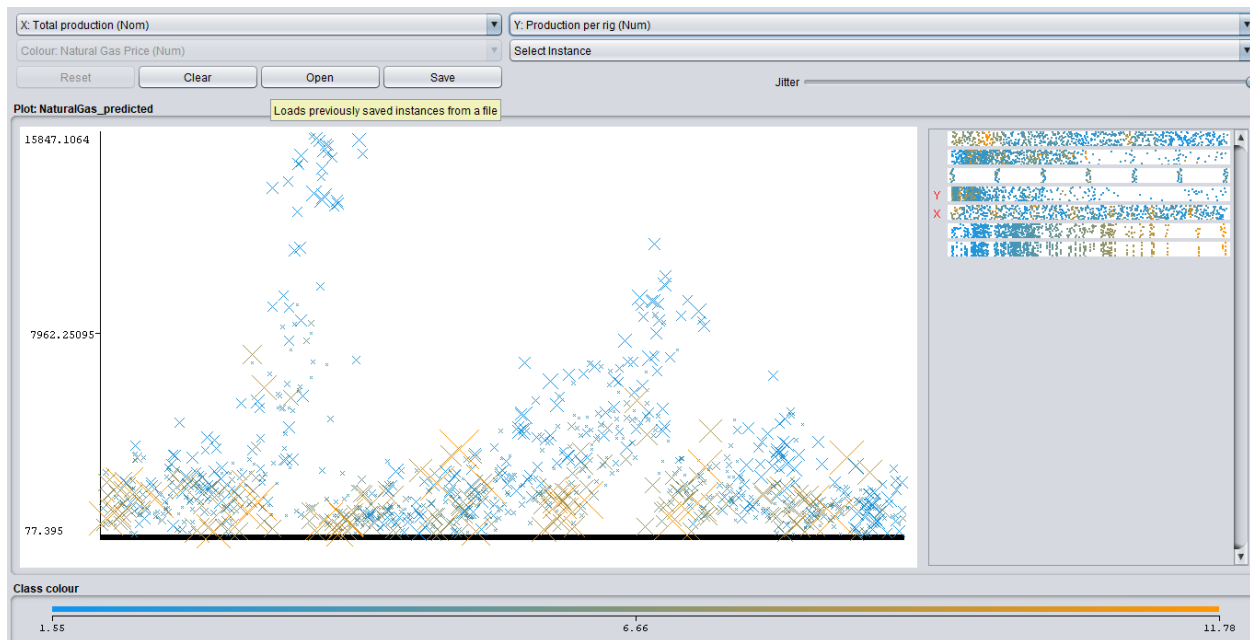 X: Total production (Nom)
Y: Production per rig (Num)
Colour: Natural Gas Price (Num)
Select Instance
Reset
Clear
Open
Save
Jitter
Plot: NaturalGas_predicted
Loads previously saved instances from a file
15847.1064
7962.25095
77.395
Y
X
Class colour
1.55
6.66
11.78